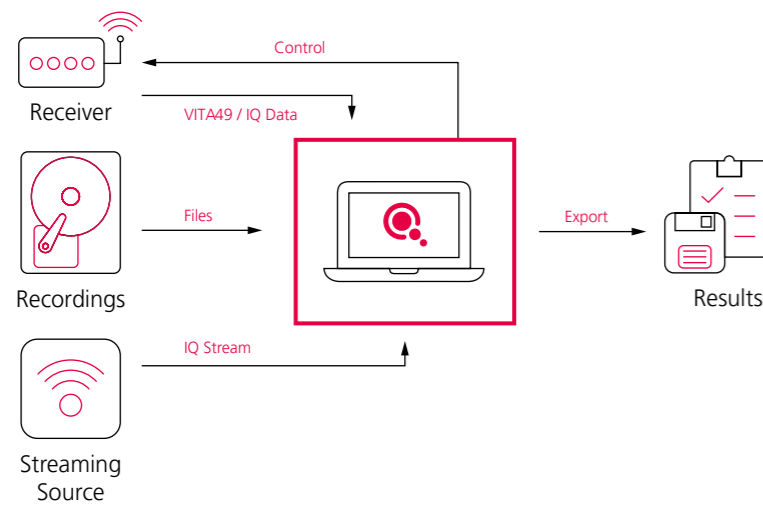 Control
Receiver
VITA49 / IQ Data
Files
Export
Recordings
Results
IQ Stream
Streaming
Source